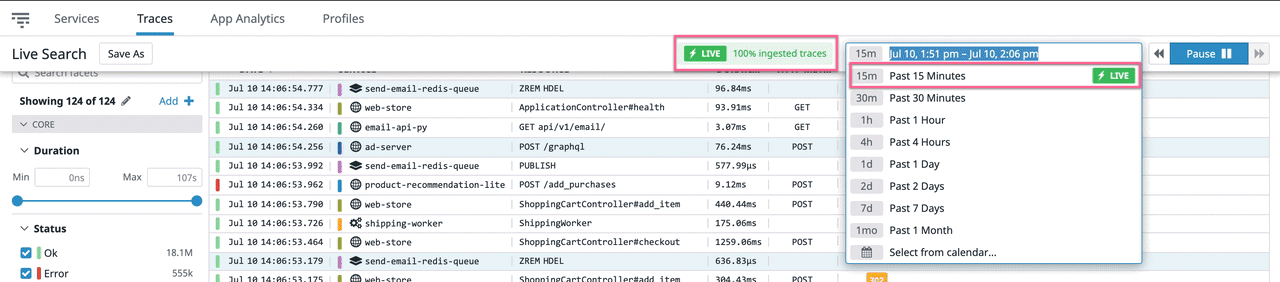 Services Traces App Analytics Profiles
Live Search Save As LIVE 100% ingested traces 15m Jul 10, 1:51 pm – Jul 10, 2:06 pm Pause
Search facets
Showing 124 of 124 Add
CORE
Duration
Min 0ns Max 107s
Status
Ok 18.1M
Error 555k
Jul 10 14:06:54.777 send-email-redis-queue ZREM HDEL 96.84ms
Jul 10 14:06:54.334 web-store ApplicationController#health 93.91ms GET
Jul 10 14:06:54.260 email-api-py GET api/v1/email/ 3.07ms GET
Jul 10 14:06:54.256 ad-server POST /graphql 76.24ms POST
Jul 10 14:06:53.992 send-email-redis-queue PUBLISH 577.99µs
Jul 10 14:06:53.962 product-recommendation-lite POST /add_purchases 9.12ms POST
Jul 10 14:06:53.790 web-store ShoppingCartController#add_item 440.44ms POST
Jul 10 14:06:53.726 shipping-worker ShippingWorker 175.06ms
Jul 10 14:06:53.464 web-store ShoppingCartController#checkout 1259.06ms POST
Jul 10 14:06:53.179 send-email-redis-queue ZREM HDEL 636.83µs
web-store ShoppingCartController#add_item 304.43ms POST
15m Past 15 Minutes LIVE
30m Past 30 Minutes
1h Past 1 Hour
4h Past 4 Hours
1d Past 1 Day
2d Past 2 Days
7d Past 7 Days
1mo Past 1 Month
Select from calendar...